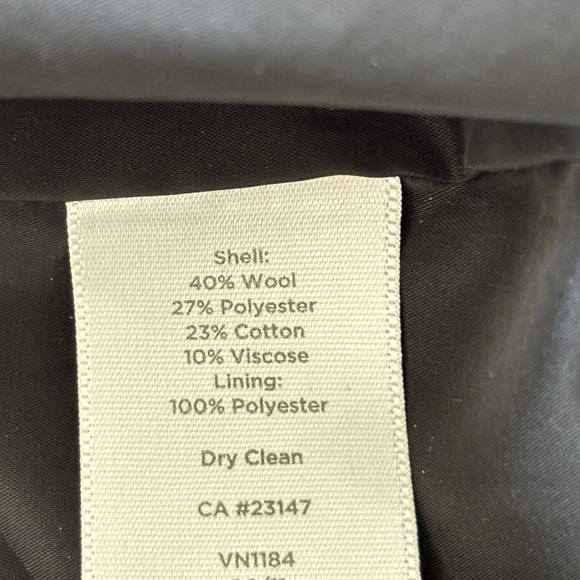 Shell:
40% Wool
27% Polyester
23% Cotton
10% Viscose
Lining:
100% Polyester
Dry Clean
CA #23147
VN1184